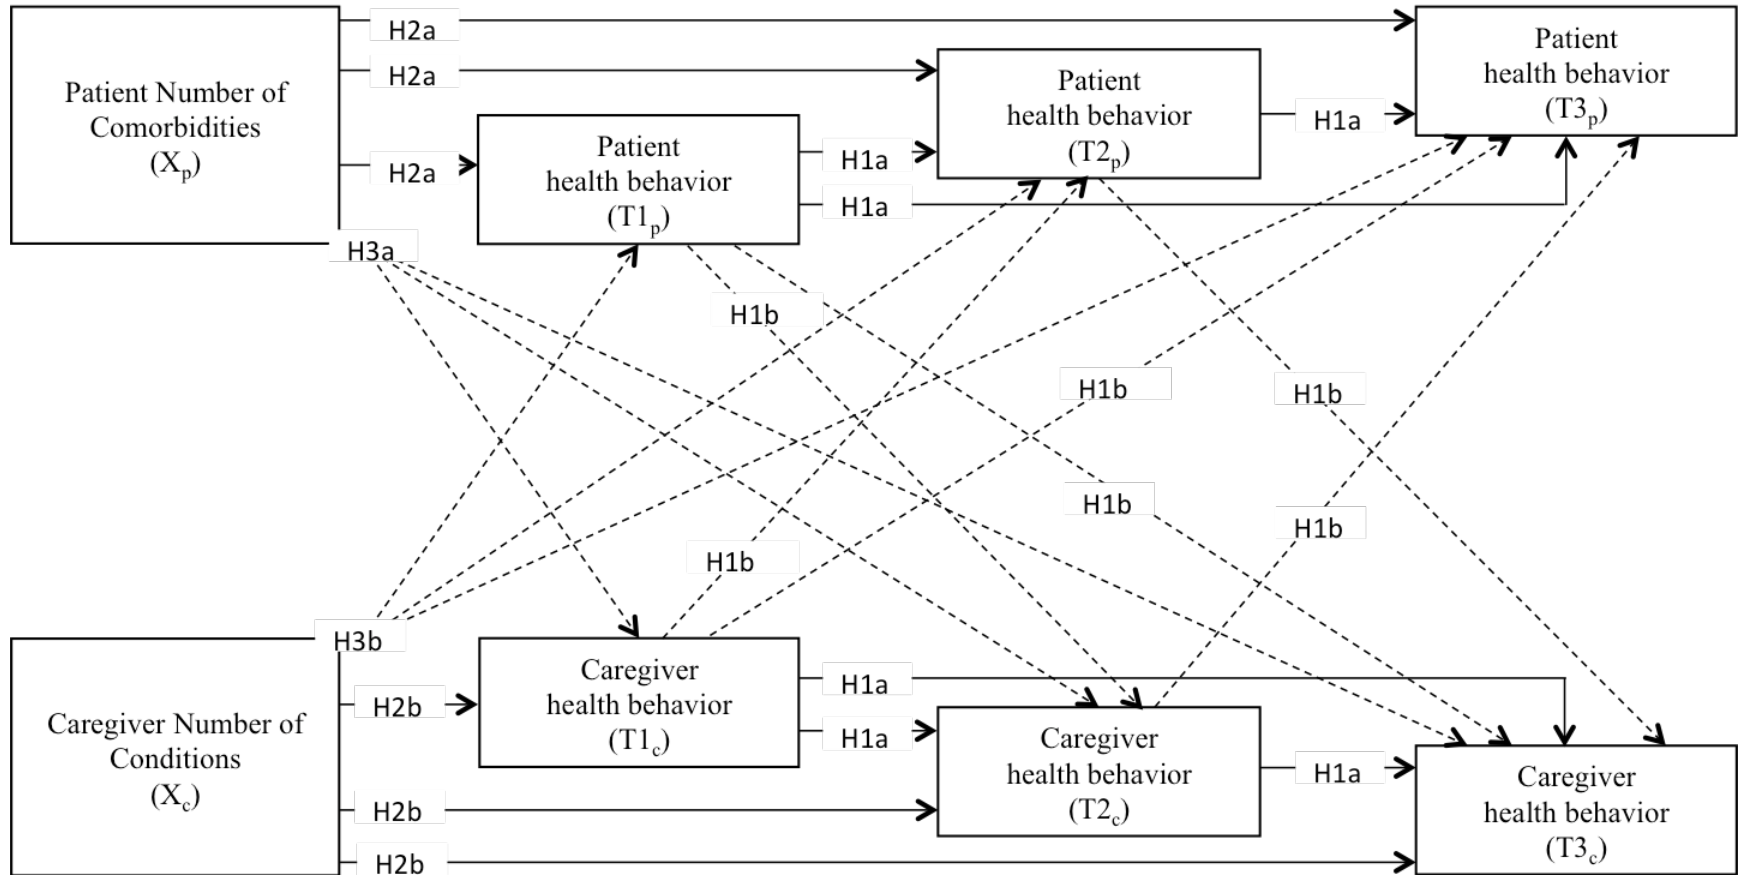 Patient Number of
Comorbidities
(Xp)
H2a
H2a
H2a
H3a
Patient
health behavior
(T1p)
H1a
H1a
Patient
health behavior
(T2p)
H1a
Patient
health behavior
(T3p)
H1b
H1b
H1b
H1b
H1b
H1b
Caregiver Number of
Conditions
(Xc)
H3b
H2b
H2b
H2b
Caregiver
health behavior
(T1c)
H1a
H1a
Caregiver
health behavior
(T2c)
H1a
Caregiver
health behavior
(T3c)